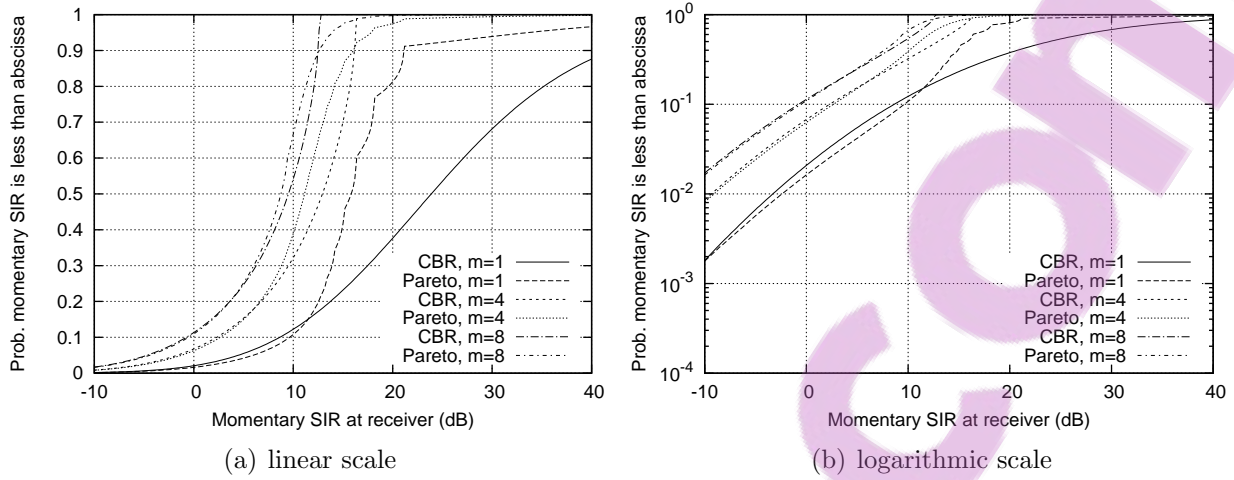 Prob. momentary SIR is less than abscissa
1
0.9
0.8
0.7
0.6
0.5
0.4
0.3
0.2
0.1
0
-10
0
10
20
30
40
CBR, m=1
Pareto, m=1
CBR, m=4
Pareto, m=4
CBR, m=8
Pareto, m=8
Momentary SIR at receiver (dB)
(a) linear scale
Prob. momentary SIR is less than abscissa
10^0
10^-1
10^-2
10^-3
10^-4
-10
0
10
20
30
40
CBR, m=1
Pareto, m=1
CBR, m=4
Pareto, m=4
CBR, m=8
Pareto, m=8
Momentary SIR at receiver (dB)
(b) logarithmic scale
con